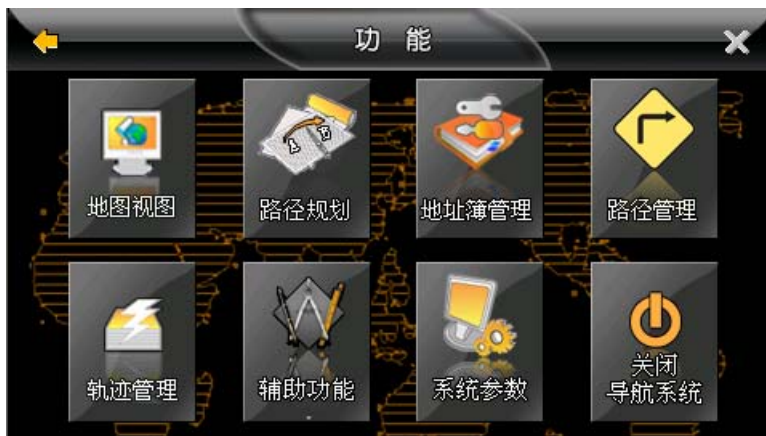 功 能
地图视图
路径规划
地址簿管理
路径管理
轨迹管理
辅助功能
系统参数
关闭
导航系统